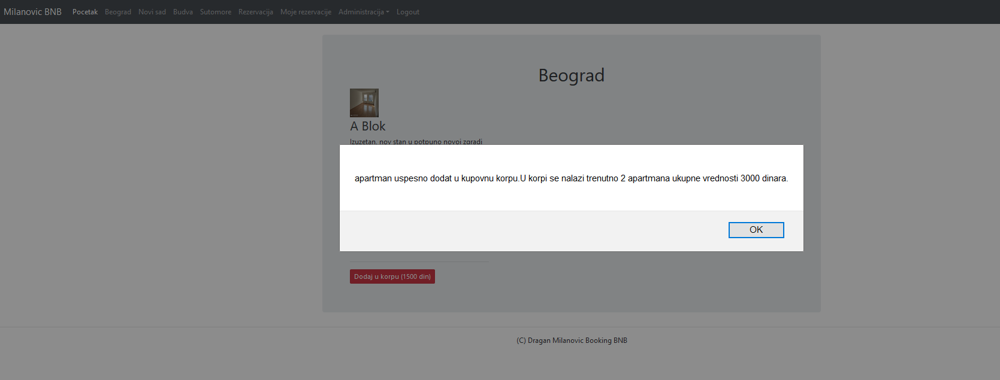 Milanovic BNB Pocetak Beograd Novi sad Budva Sutomore Rezervacija Moje rezervacije Administracija Logout
Beograd
A Blok
Izuzetan, nov stan u potpuno novoj zgradi
apartman uspesno dodat u kupovnu korpu.U korpi se nalazi trenutno 2 apartmana ukupne vrednosti 3000 dinara.
OK
Dodaj u korpu (1500 din)
(C) Dragan Milanovic Booking BNB